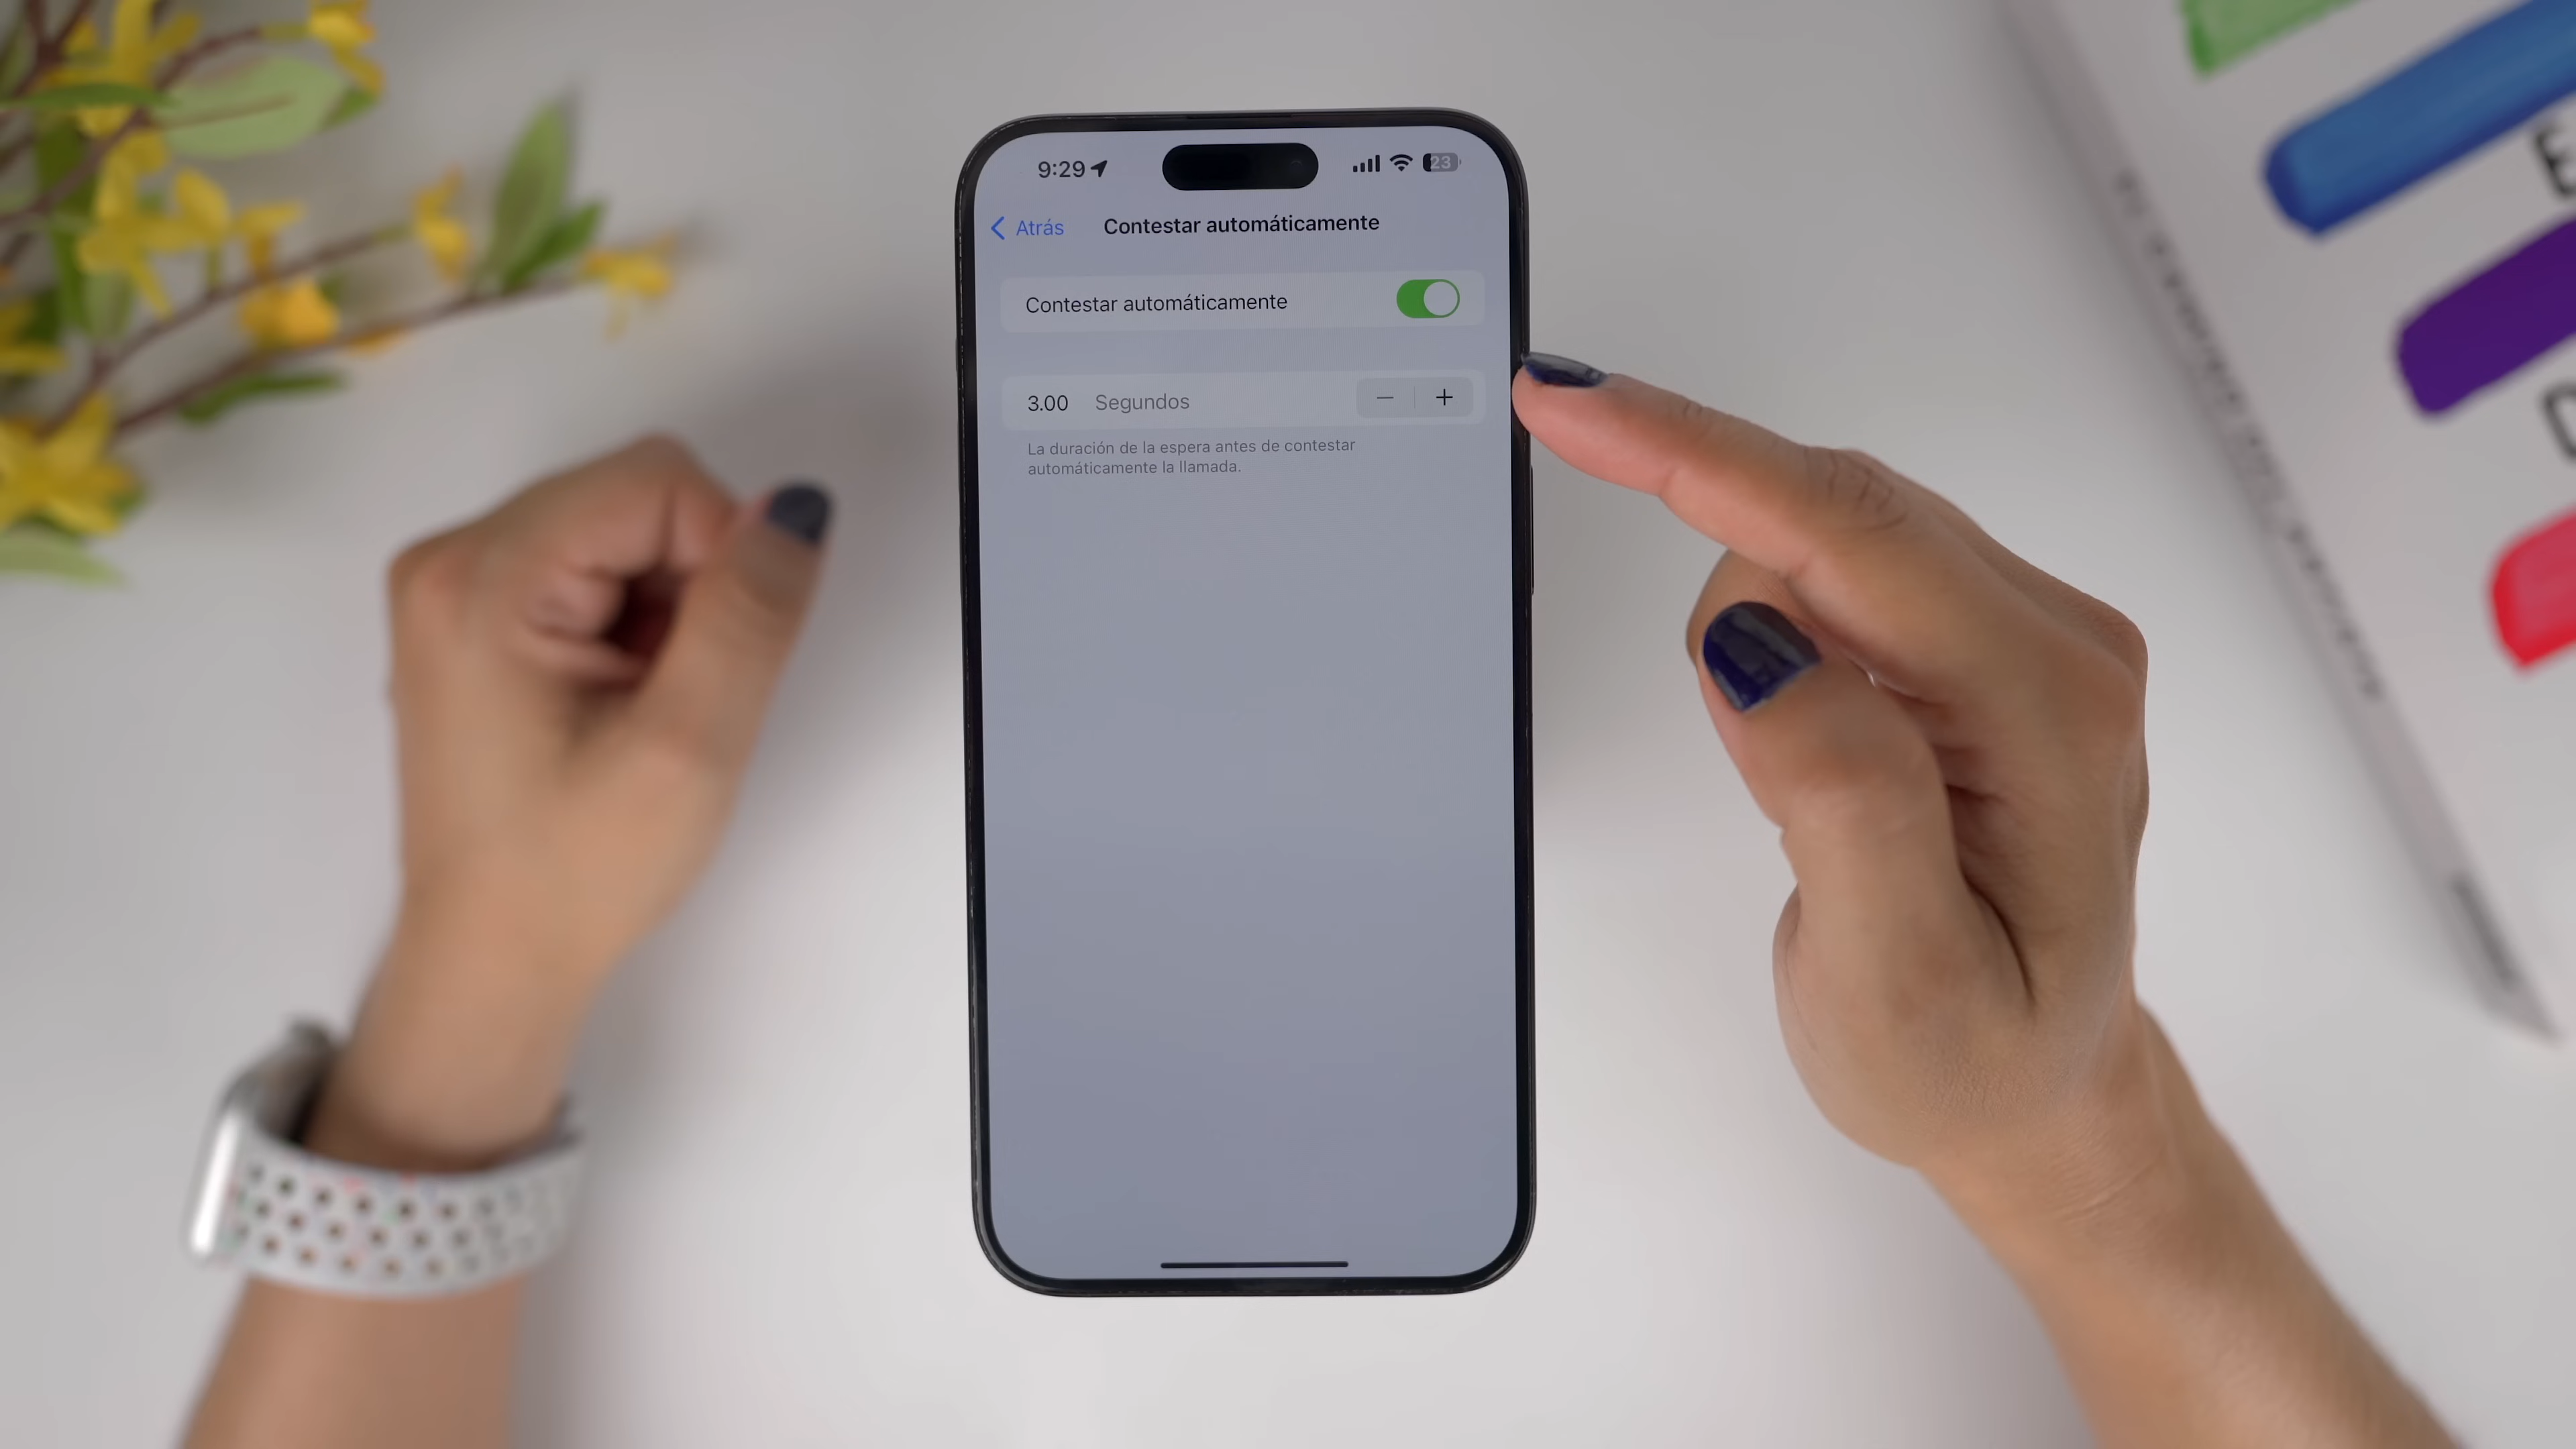 9:29
23
Atrás
Contestar automáticamente
Contestar automáticamente
3.00 Segundos
La duración de la espera antes de contestar
automáticamente la llamada.